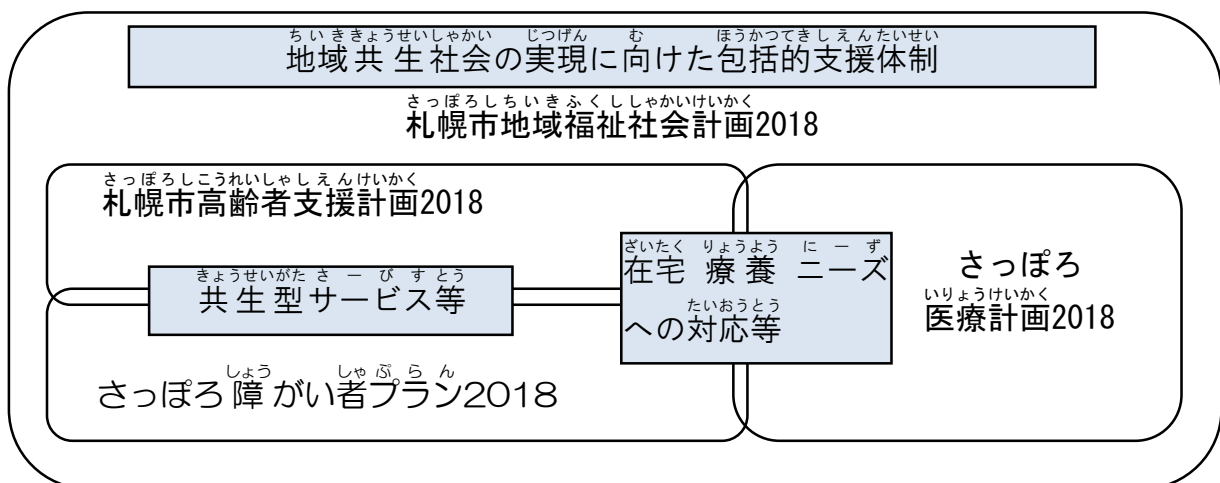 ちいききょうせいしゃかい じつげん む ほうかつてきしえんたいせい
地域共生社会の実現に向けた包括的支援体制
さっぽろしちいきふくししゃかいけいかく
札幌市地域福祉社会計画2018
さっぽろしこうれいしゃしえんけいかく
札幌市高齢者支援計画2018
きょうせいがたさーびすとう
共生型サービス等
ざいたく りょうよう にーず
在宅療養ニーズ
たいおうとう
への対応等
さっぽろ
いりょうけいかく
医療計画2018
しょう しゃぷらん
さっぽろ障がい者プラン2018